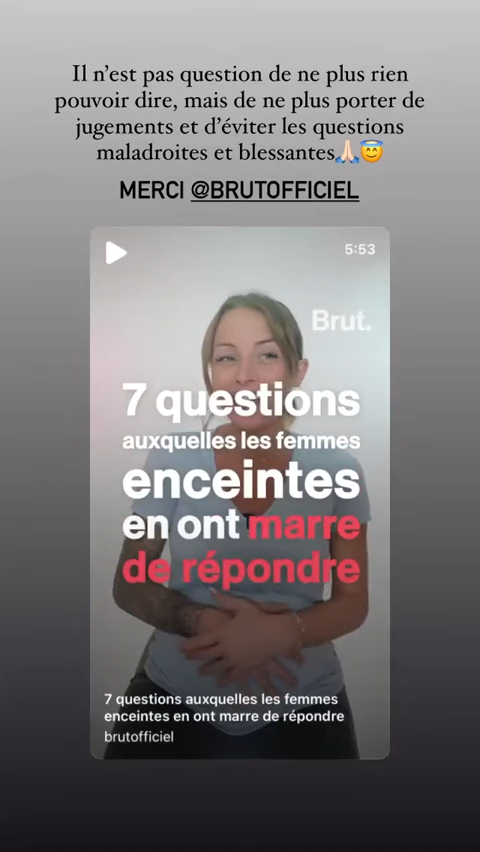 Il n’est pas question de ne plus rien
pouvoir dire, mais de ne plus porter de
jugements et d’éviter les questions
maladroites et blessantes🙏🏻😇
MERCI @BRUTOFFICIEL
5:53
Brut.
7 questions
auxquelles les femmes
enceintes
en ont marre
de répondre
7 questions auxquelles les femmes
enceintes en ont marre de répondre
brutofficiel